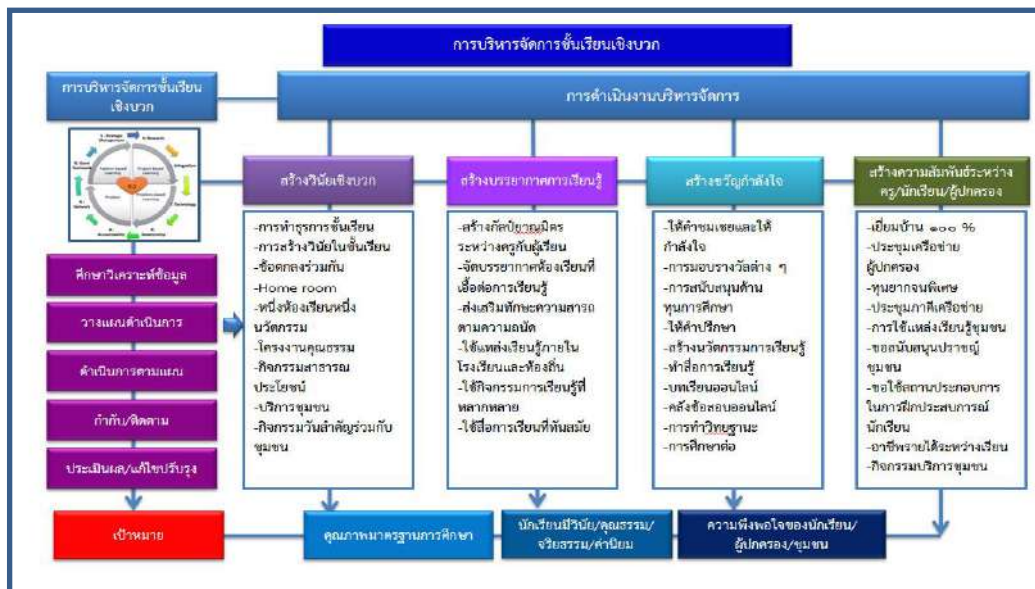 การบริหารจัดการชั้นเรียนเชิงบวก
การบริหารจัดการชั้นเรียน
เชิงบวก
การดำเนินงานบริหารจัดการ
ศึกษาวิเคราะห์ข้อมูล
วางแผนดำเนินการ
ดำเนินการตามแผน
กำกับ/ติดตาม
ประเมินผล/แก้ไขปรับรุง
สร้างวินัยเชิงบวก
-การทำธุรการชั้นเรียน
-การสร้างวินัยในชั้นเรียน
-ข้อตกลงร่วมกัน
-Home room
-หนึ่งห้องเรียนหนึ่ง
นวัตกรรม
-โครงงานคุณธรรม
-กิจกรรมสาธารณ
ประโยชน์
-บริการชุมชน
-กิจกรรมวันสำคัญร่วมกับ
ชุมชน
สร้างบรรยากาศการเรียนรู้
-สร้างกัลป์ยาณมิตร
ระหว่างครูกับผู้เรียน
-จัดบรรยากาศห้องเรียนที่
เอื้อต่อการเรียนรู้
-ส่งเสริมทักษะความสารถ
ตามความถนัด
-ใช้แหล่งเรียนรู้ภายใน
โรงเรียนและท้องถิ่น
-ใช้กิจกรรมการเรียนรู้ที่
หลากหลาย
-ใช้สื่อการเรียนที่ทันสมัย
สร้างขวัญกำลังใจ
-ให้คำชมเชยและให้
กำลังใจ
-การมอบรางวัลต่าง ๆ
-การสนับสนุนด้าน
ทุนการศึกษา
-ให้คำปรึกษา
-สร้างนวัตกรรมการเรียนรู้
ทำสื่อการเรียนรู้
-บทเรียนออนไลน์
-คลังข้อสอบออนไลน์
-การทำวิทยฐานะ
-การศึกษาต่อ
สร้างความสัมพันธ์ระหว่าง
ครู/นักเรียน/ผู้ปกครอง
-เยี่ยมบ้าน ๑๐๐ %
-ประชุมเครือข่าย
ผู้ปกครอง
-ทุนยากจนพิเศษ
-ประชุมภาคีเครือข่าย
-การใช้แหล่งเรียนรู้ชุมชน
-ขอสนับสนุนปราชญ์
ชุมชน
-ขอใช้สถานประกอบการ
ในการฝึกประสบการณ์
นักเรียน
-อาชีพรายได้ระหว่างเรียน
-กิจกรรมบริการชุมชน
เป้าหมาย
คุณภาพมาตรฐานการศึกษา
นักเรียนมีวินัย/คุณธรรม/
จริยธรรม/ค่านิยม
ความพึงพอใจของนักเรียน/
ผู้ปกครอง/ชุมชน